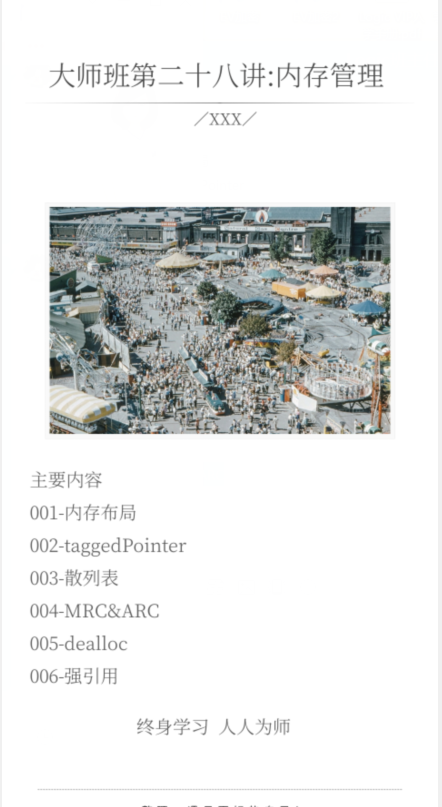 大师班第二十八讲:内存管理
／XXX／
主要内容
001-内存布局
002-taggedPointer
003-散列表
004-MRC&ARC
005-dealloc
006-强引用
终身学习 人人为师